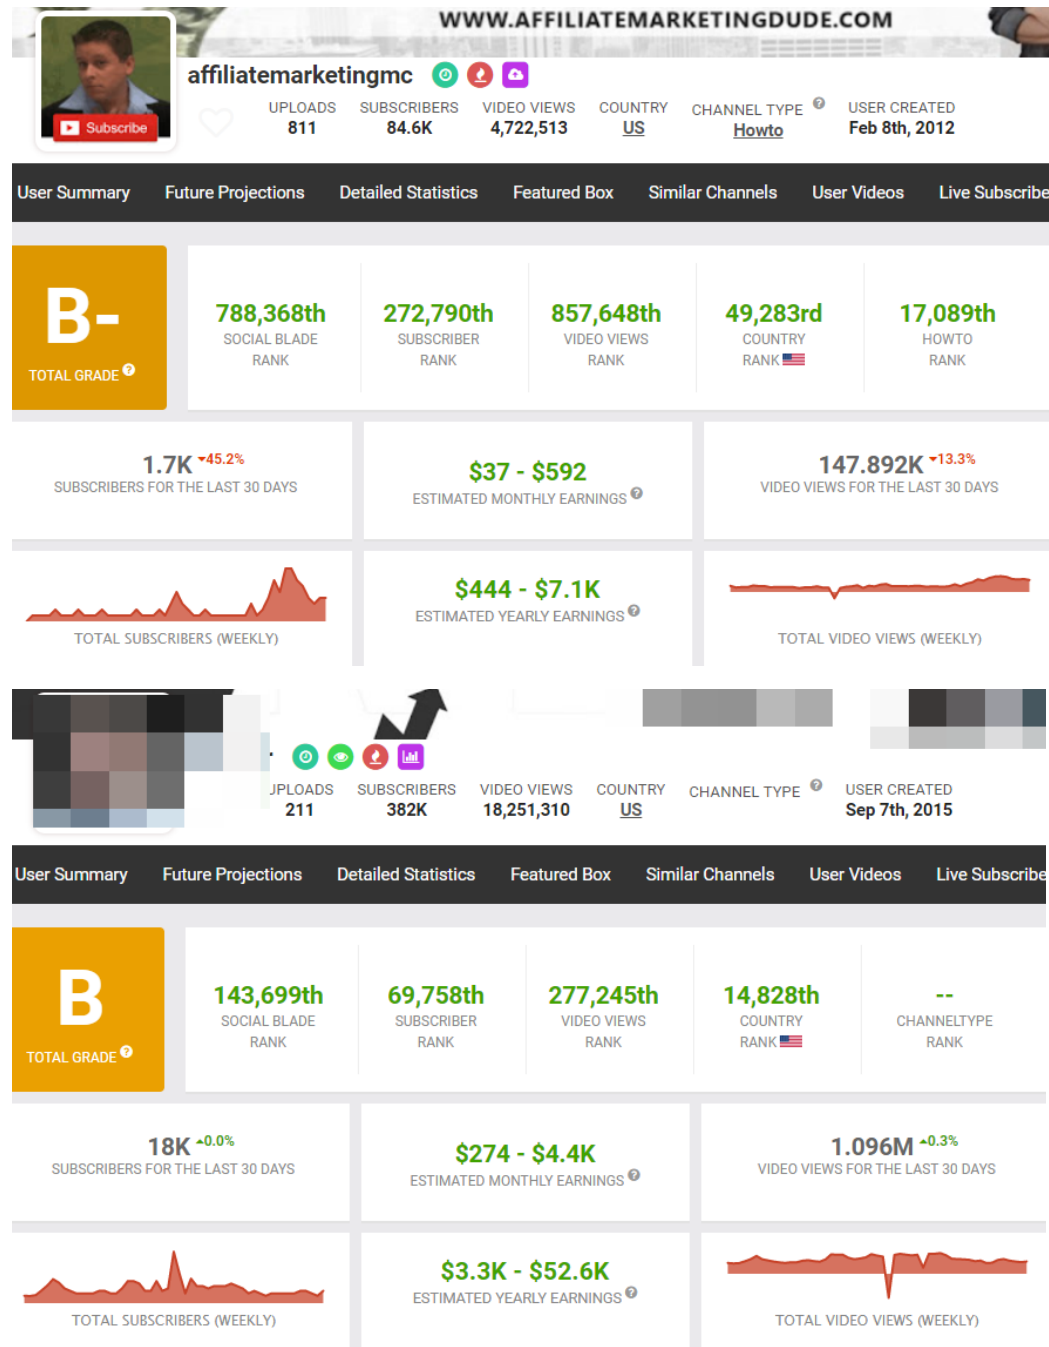 WWW.AFFILIATEMARKETINGDUDE.COM
affiliatemarketingmc
Subscribe
UPLOADS SUBSCRIBERS VIDEO VIEWS COUNTRY CHANNEL TYPE ? USER CREATED
811 84.6K 4,722,513 US Howto Feb 8th, 2012
User Summary Future Projections Detailed Statistics Featured Box Similar Channels User Videos Live Subscribe
B-
TOTAL GRADE ?
788,368th 272,790th 857,648th 49,283rd 17,089th
SOCIAL BLADE SUBSCRIBER VIDEO VIEWS COUNTRY HOWTO
RANK RANK RANK RANK RANK
1.7K 45.2%
SUBSCRIBERS FOR THE LAST 30 DAYS
$37 - $592
ESTIMATED MONTHLY EARNINGS ?
147.892K 13.3%
VIDEO VIEWS FOR THE LAST 30 DAYS
TOTAL SUBSCRIBERS (WEEKLY)
$444 - $7.1K
ESTIMATED YEARLY EARNINGS ?
TOTAL VIDEO VIEWS (WEEKLY)
UPLOADS SUBSCRIBERS VIDEO VIEWS COUNTRY CHANNEL TYPE ? USER CREATED
211 382K 18,251,310 US Sep 7th, 2015
User Summary Future Projections Detailed Statistics Featured Box Similar Channels User Videos Live Subscribe
B
TOTAL GRADE ?
143,699th 69,758th 277,245th 14,828th --
SOCIAL BLADE SUBSCRIBER VIDEO VIEWS COUNTRY CHANNELTYPE
RANK RANK RANK RANK RANK
18K 0.0%
SUBSCRIBERS FOR THE LAST 30 DAYS
$274 - $4.4K
ESTIMATED MONTHLY EARNINGS ?
1.096M 0.3%
VIDEO VIEWS FOR THE LAST 30 DAYS
TOTAL SUBSCRIBERS (WEEKLY)
$3.3K - $52.6K
ESTIMATED YEARLY EARNINGS ?
TOTAL VIDEO VIEWS (WEEKLY)